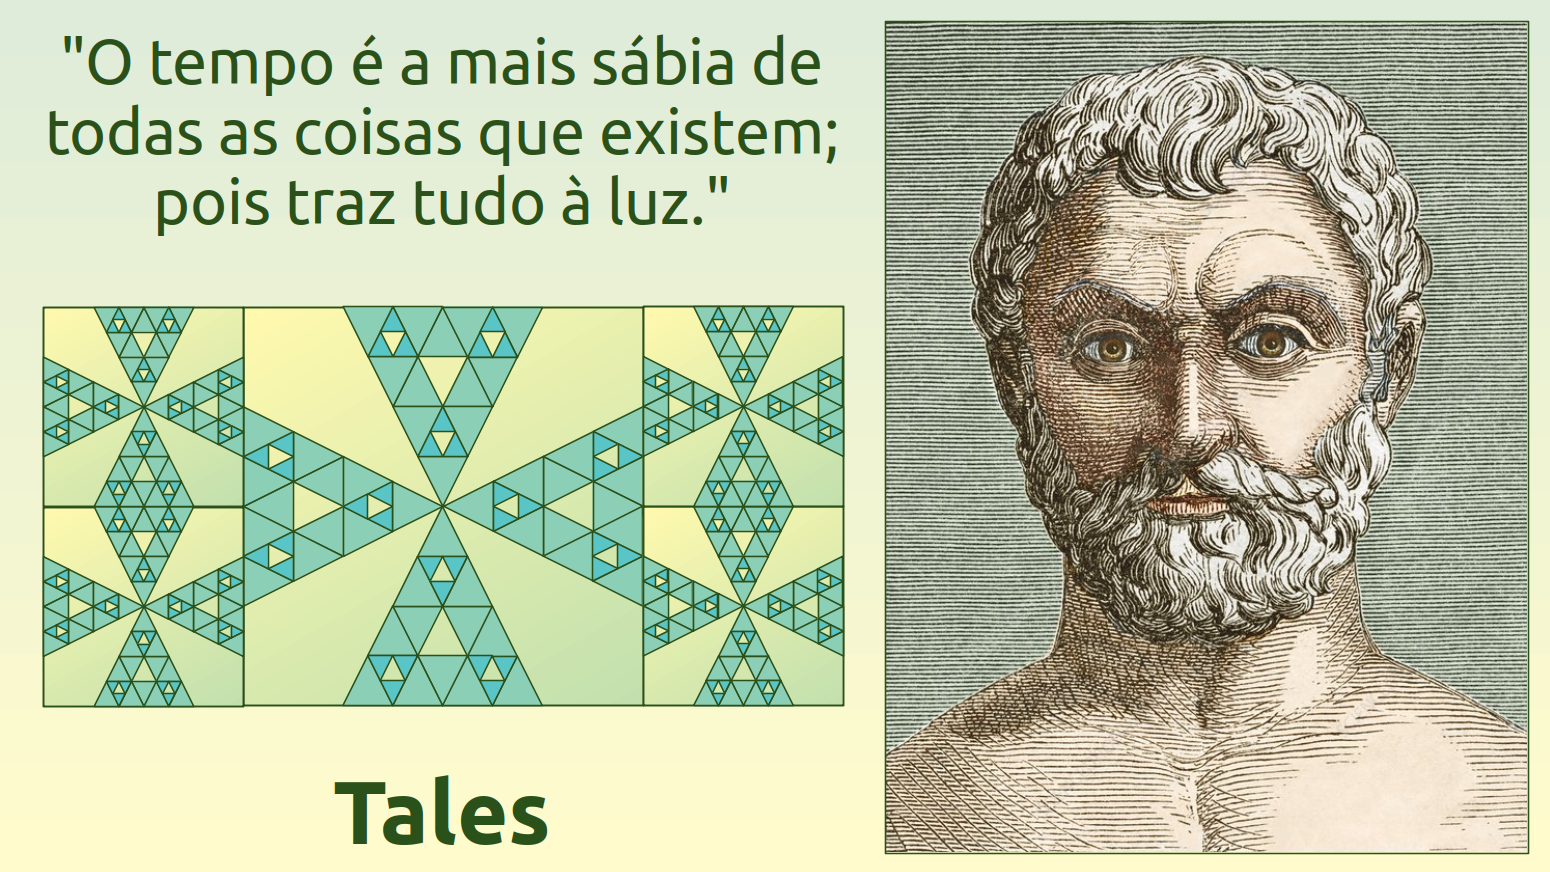 "O tempo é a mais sábia de
todas as coisas que existem;
pois traz tudo à luz."
Tales